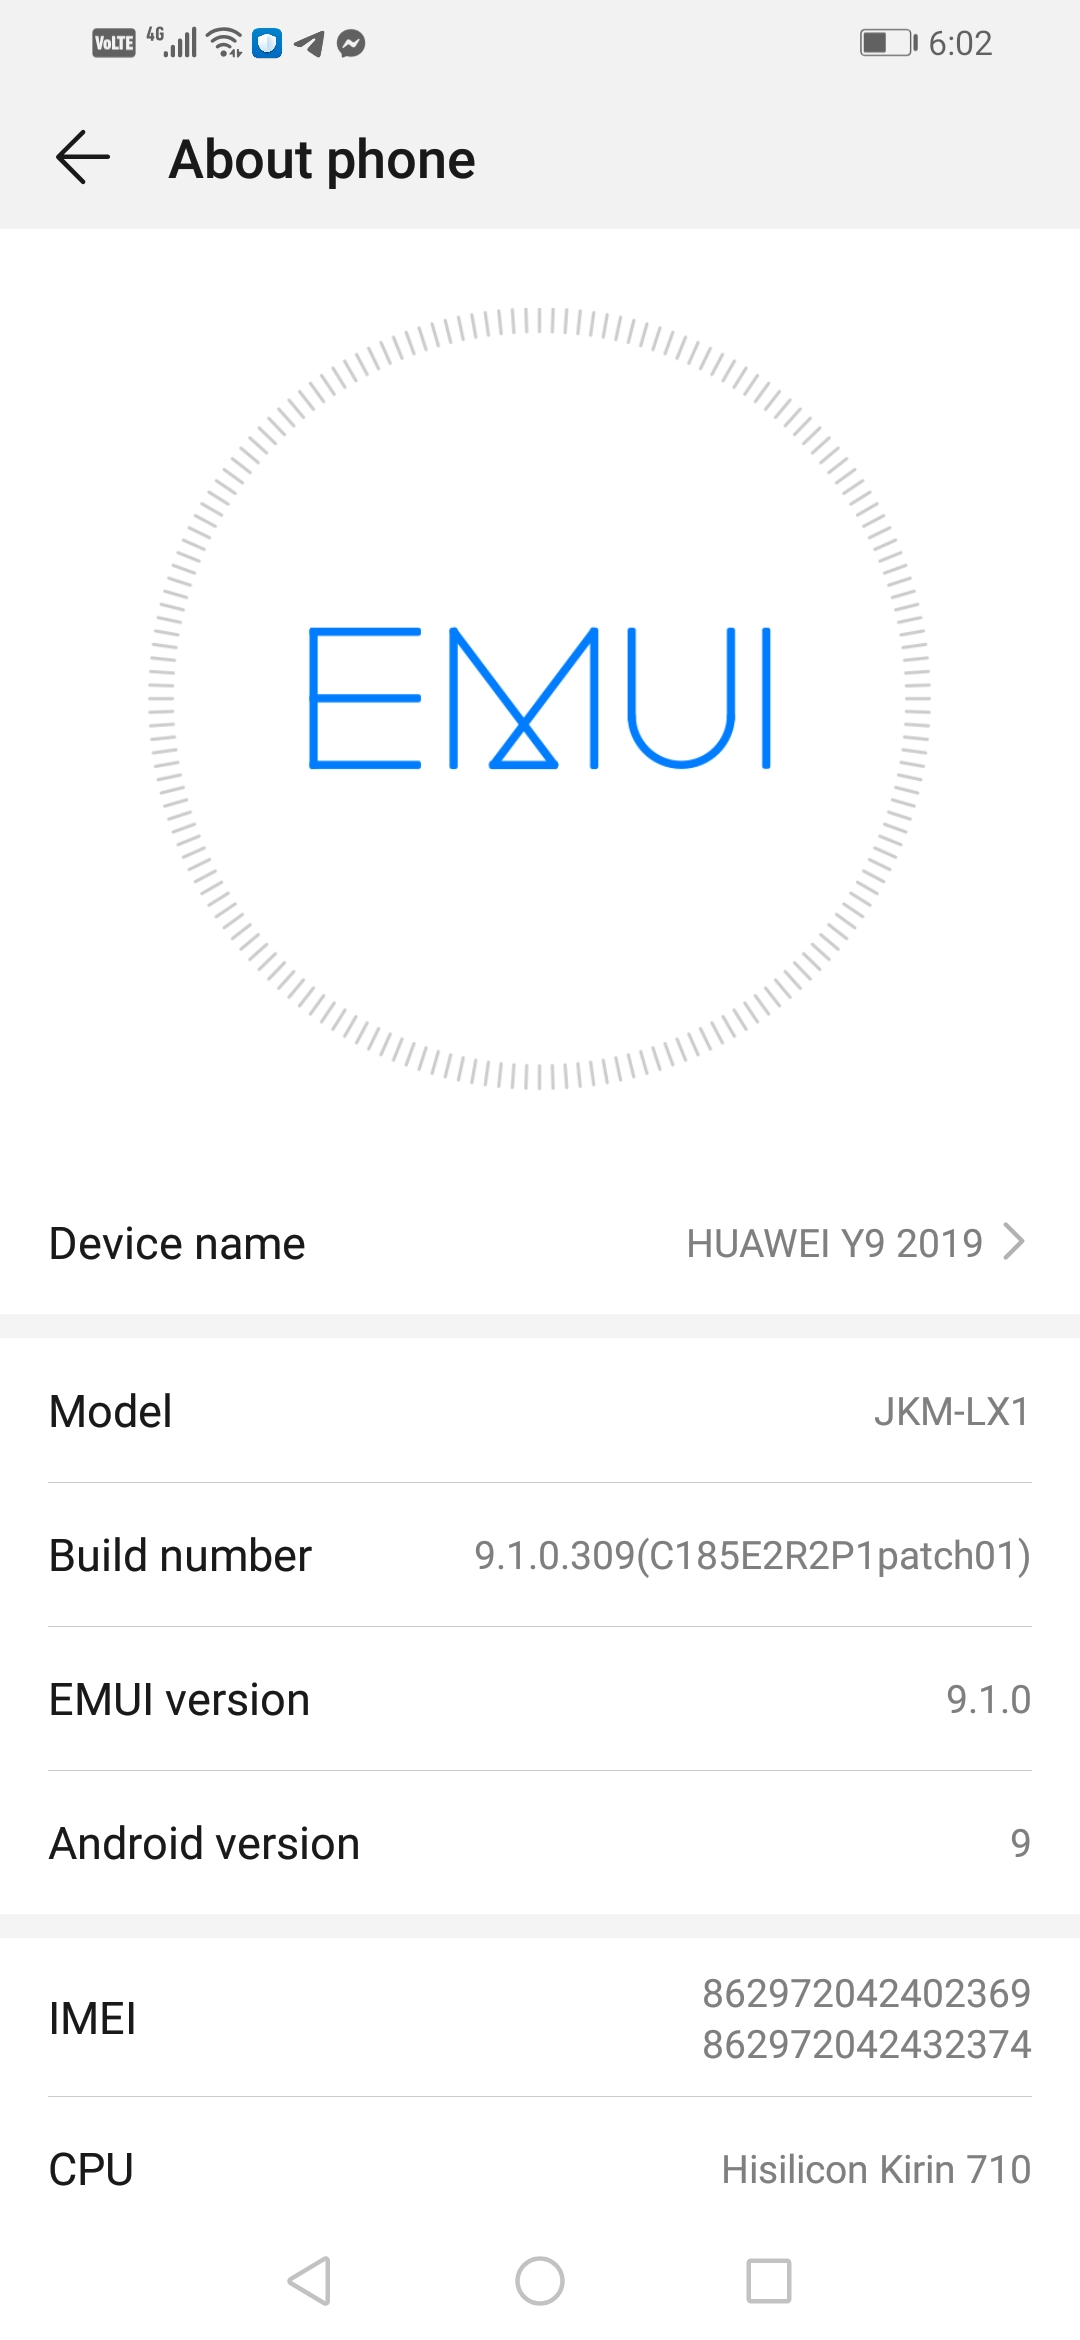 VoLTE 4G 6:02
About phone
EMUI
Device name HUAWEI Y9 2019
Model JKM-LX1
Build number 9.1.0.309(C185E2R2P1patch01)
EMUI version 9.1.0
Android version 9
IMEI 862972042402369
862972042432374
CPU Hisilicon Kirin 710